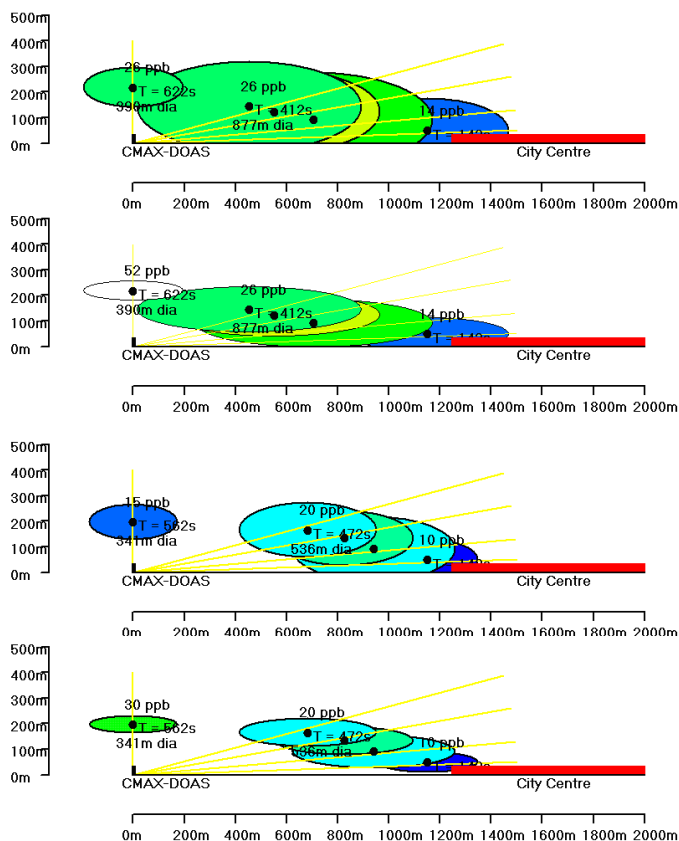 500m
400m
300m
200m
100m
0m
26 ppb
T = 622s
390m dia
26 ppb
T = 412s
877m dia
14 ppb
CMAX-DOAS
City Centre
0m 200m 400m 600m 800m 1000m 1200m 1400m 1600m 1800m 2000m
500m
400m
300m
200m
100m
0m
52 ppb
T = 622s
390m dia
26 ppb
T = 412s
877m dia
14 ppb
CMAX-DOAS
City Centre
0m 200m 400m 600m 800m 1000m 1200m 1400m 1600m 1800m 2000m
500m
400m
300m
200m
100m
0m
15 ppb
T = 562s
341m dia
20 ppb
T = 472s
536m dia
10 ppb
CMAX-DOAS
City Centre
0m 200m 400m 600m 800m 1000m 1200m 1400m 1600m 1800m 2000m
500m
400m
300m
200m
100m
0m
30 ppb
T = 562s
341m dia
20 ppb
T = 472s
536m dia
10 ppb
CMAX-DOAS
City Centre
0m 200m 400m 600m 800m 1000m 1200m 1400m 1600m 1800m 2000m